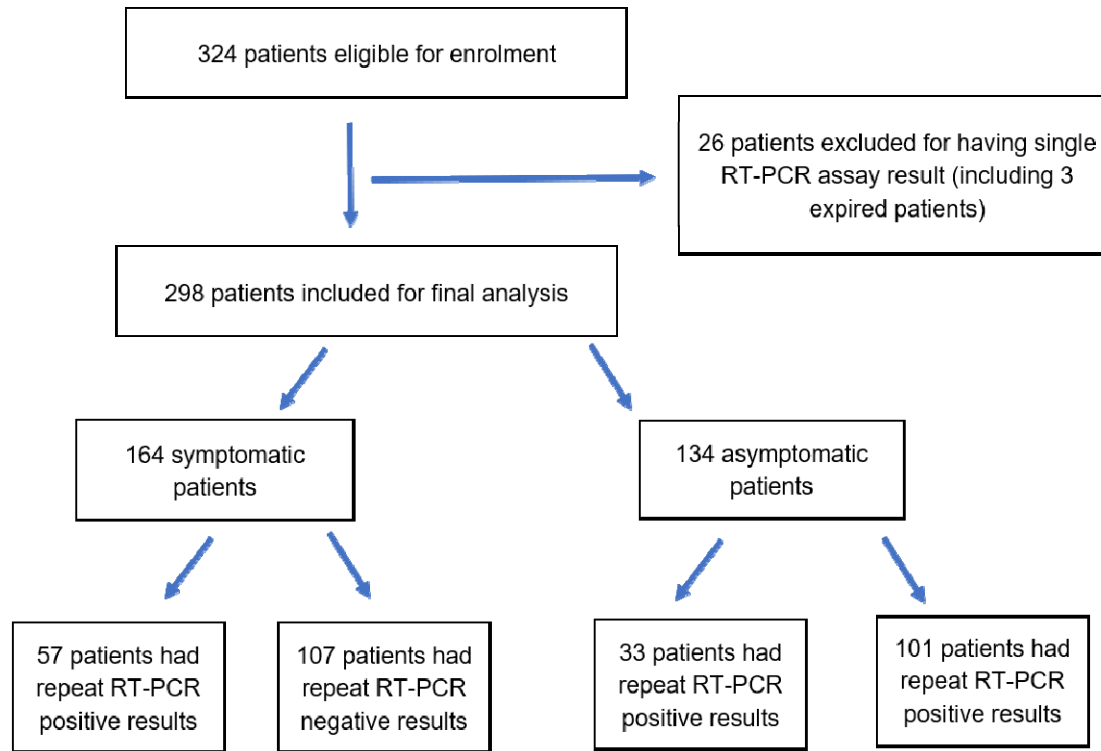 324 patients eligible for enrolment
26 patients excluded for having single
RT-PCR assay result (including 3
expired patients)
298 patients included for final analysis
164 symptomatic
patients
134 asymptomatic
patients
57 patients had
repeat RT-PCR
positive results
107 patients had
repeat RT-PCR
negative results
33 patients had
repeat RT-PCR
positive results
101 patients had
repeat RT-PCR
positive results